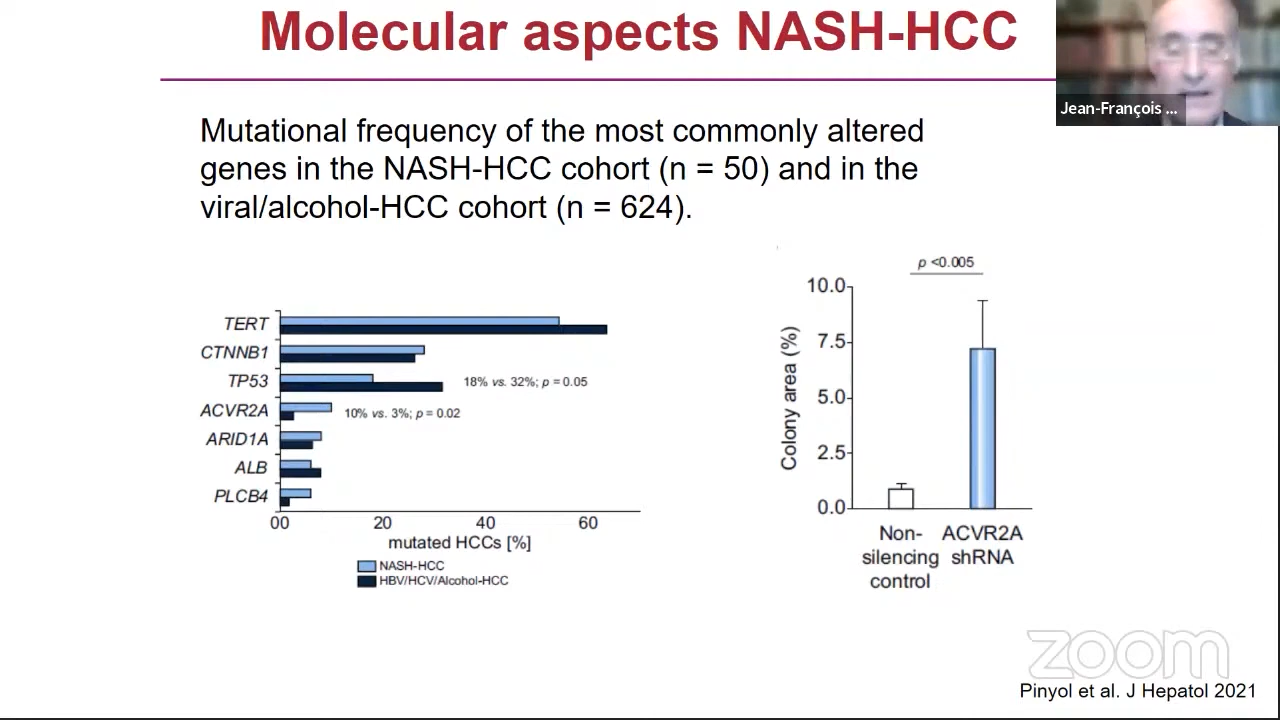 Molecular aspects NASH-HCC
Jean-François ...
Mutational frequency of the most commonly altered
genes in the NASH-HCC cohort (n = 50) and in the
viral/alcohol-HCC cohort (n = 624).
TERT
CTNNB1
TP53
18% vs. 32%; p = 0.05
ACVR2A
10% vs. 3%; p = 0.02
ARID1A
ALB
PLCB4
00 20 40 60
mutated HCCs [%]
NASH-HCC
HBV/HCV/Alcohol-HCC
p <0.005
Colony area (%)
10.0
7.5
5.0
2.5
0.0
Non-
silencing
control
ACVR2A
shRNA
zoom
Pinyol et al. J Hepatol 2021